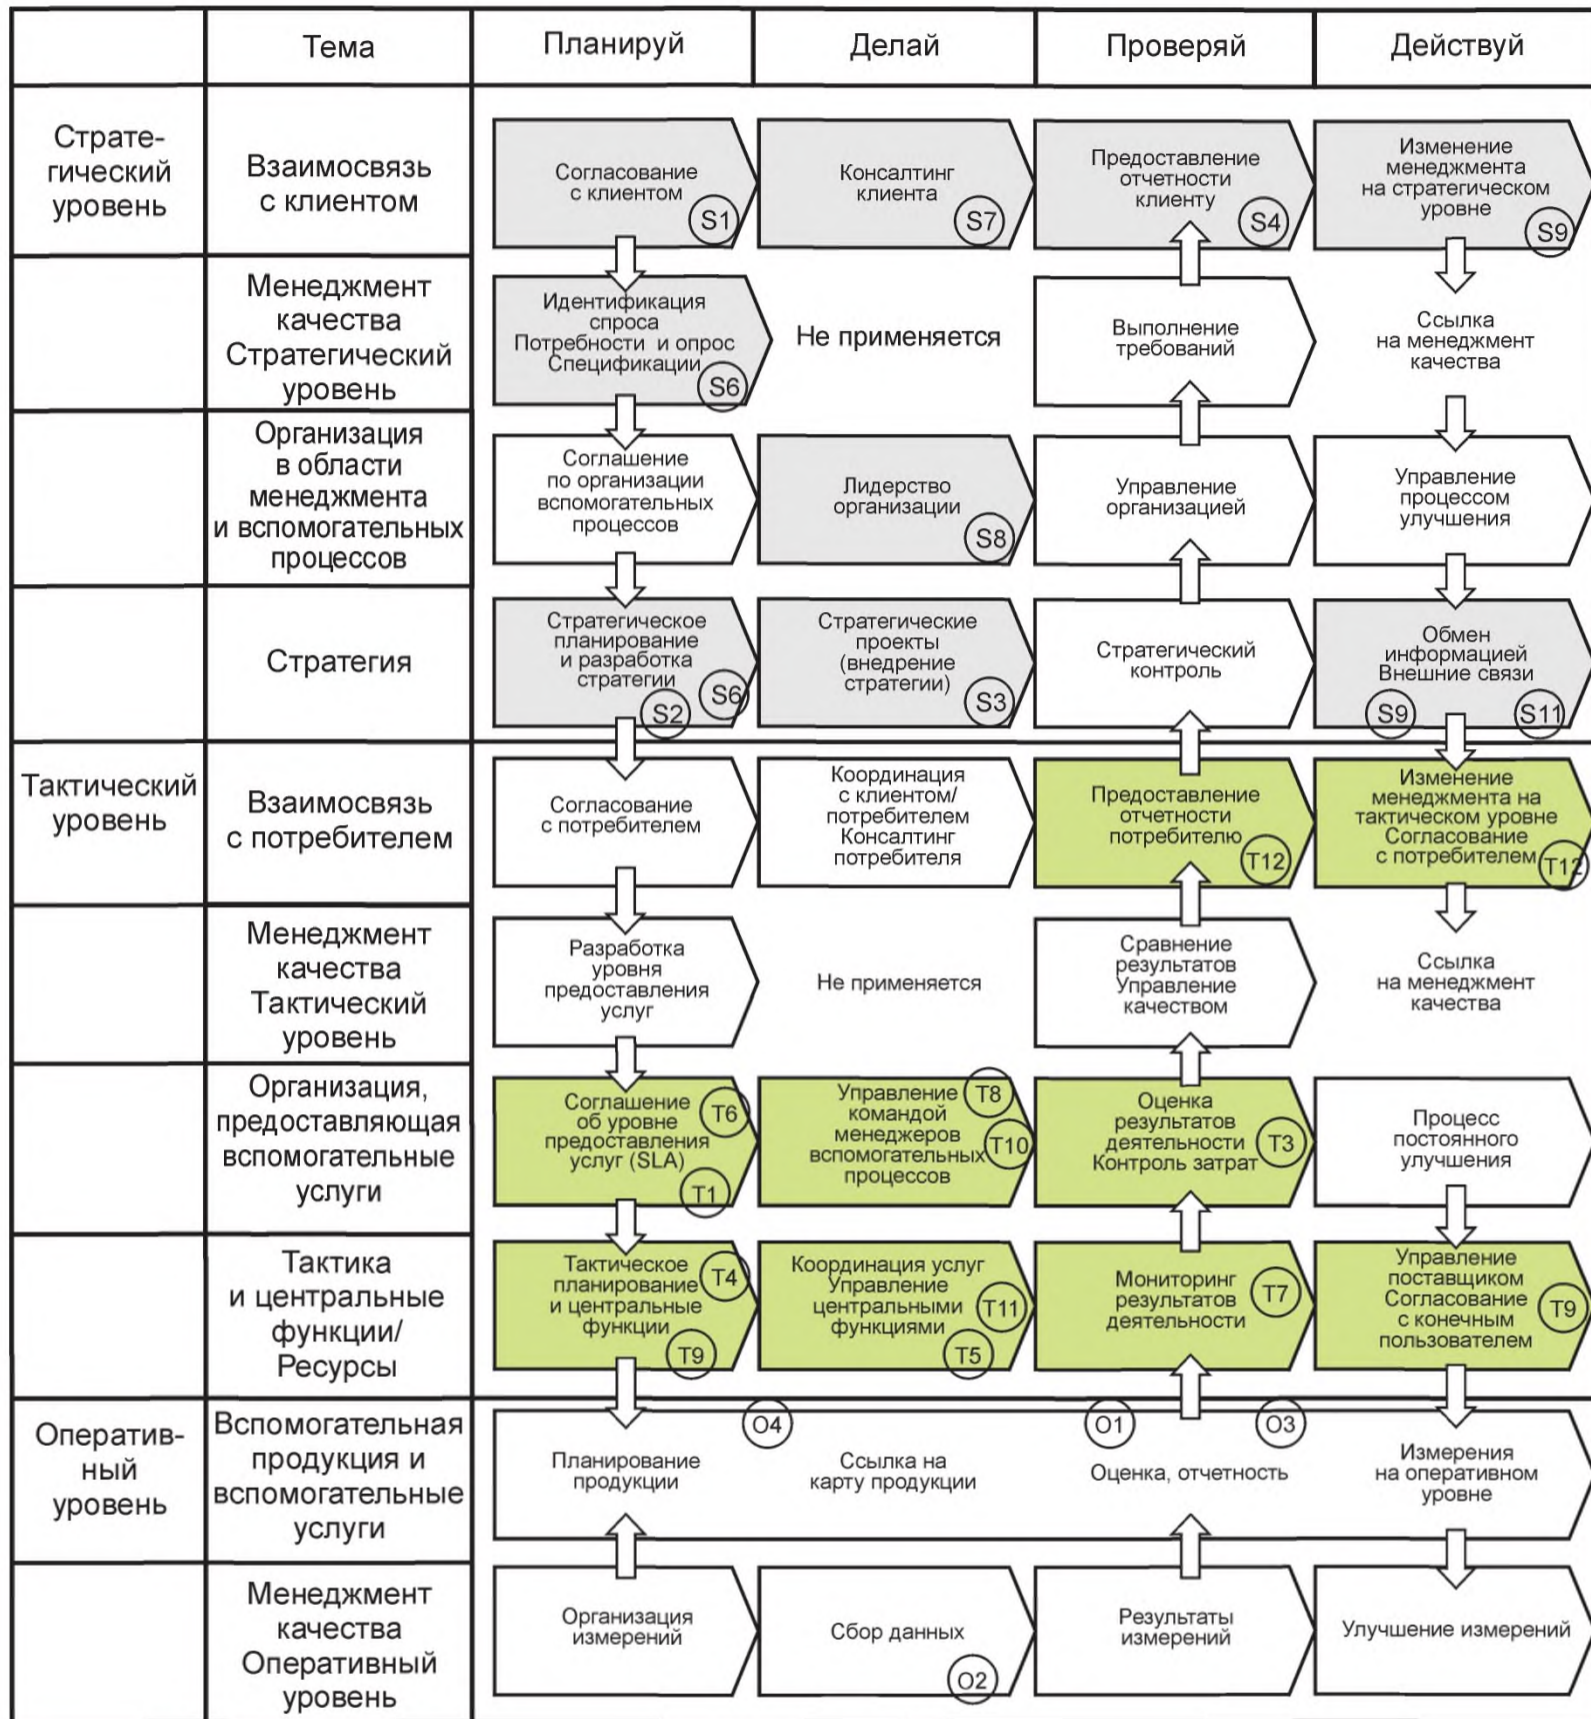 Тема
Планируй
Делай
Проверяй
Действуй
Страте-
гический
уровень
Взаимосвязь
с клиентом
Согласование
с клиентом
S1
Консалтинг
клиента
S7
Предоставление
отчетности
клиенту
S4
Изменение
менеджмента
на стратегическом
уровне
S9
Менеджмент
качества
Стратегический
уровень
Идентификация
спроса
Потребности и опрос
Спецификации
S6
Не применяется
Выполнение
требований
Ссылка
на менеджмент
качества
Организация
в области
менеджмента
и вспомогательных
процессов
Соглашение
по организации
вспомогательных
процессов
Лидерство
организации
S8
Управление
организацией
Управление
процессом
улучшения
Стратегия
Стратегическое
планирование
и разработка
стратегии
S6
S2
Стратегические
проекты
(внедрение
стратегии)
S3
Стратегический
контроль
Обмен
информацией
Внешние связи
S9
S11
Тактический
уровень
Взаимосвязь
с потребителем
Согласование
с потребителем
Координация
с клиентом/
потребителем
Консалтинг
потребителя
Предоставление
отчетности
потребителю
T12
Изменение
менеджмента на
тактическом уровне
Согласование
с потребителем
T12
Менеджмент
качества
Тактический
уровень
Разработка
уровня
предоставления
услуг
Не применяется
Сравнение
результатов
Управление
качеством
Ссылка
на менеджмент
качества
Организация,
предоставляющая
вспомогательные
услуги
Соглашение
об уровне
предоставления
услуг (SLA)
T6
T1
Управление
командой
менеджеров
вспомогательных
процессов
T8
T10
Оценка
результатов
деятельности
Контроль затрат
T3
Процесс
постоянного
улучшения
Тактика
и центральные
функции/
Ресурсы
Тактическое
планирование
и центральные
функции
T4
T9
Координация услуг
Управление
центральными
функциями
T11
T5
Мониторинг
результатов
деятельности
T7
Управление
поставщиком
Согласование
с конечным
пользователем
T9
Оператив-
ный
уровень
Вспомогательная
продукция и
вспомогательные
услуги
Планирование
продукции
O4
Ссылка на
карту продукции
O1
O3
Оценка, отчетность
Измерения
на оперативном
уровне
Менеджмент
качества
Оперативный
уровень
Организация
измерений
Сбор данных
O2
Результаты
измерений
Улучшение измерений